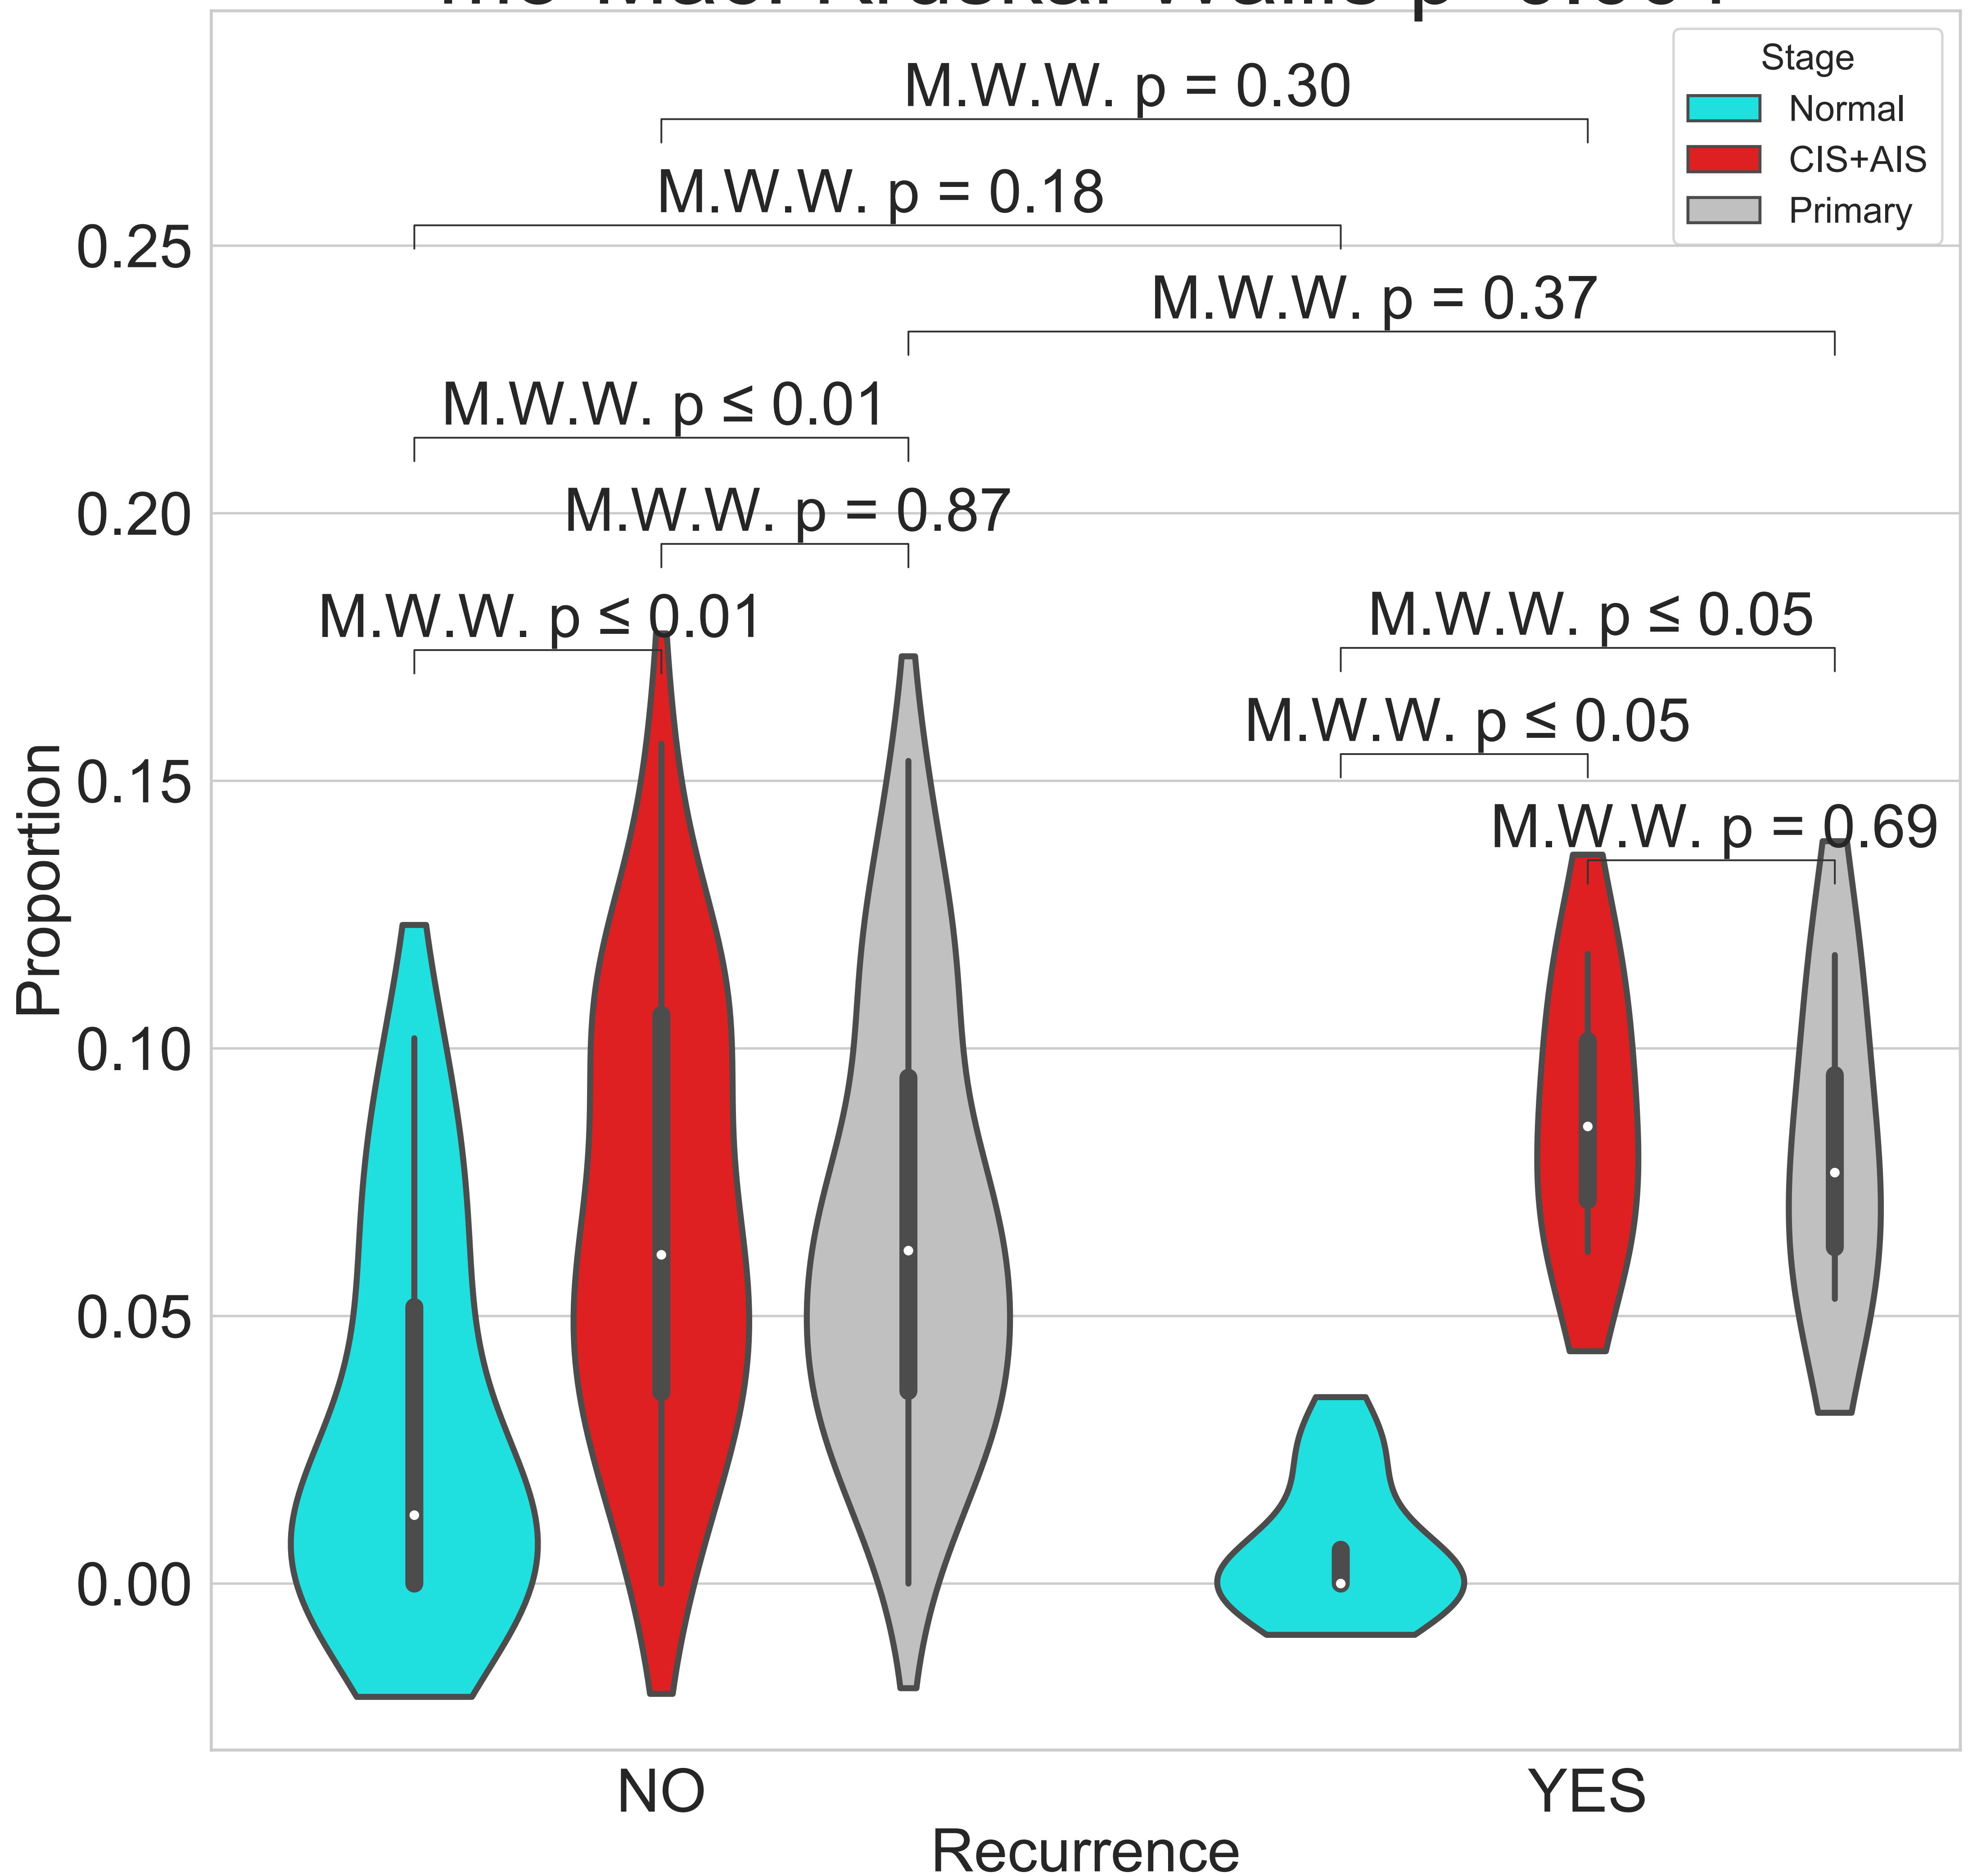 Stage
Normal
CIS+AIS
Primary
M.W.W. p = 0.30
M.W.W. p = 0.18
M.W.W. p = 0.37
M.W.W. p ≤ 0.01
M.W.W. p = 0.87
M.W.W. p ≤ 0.01
M.W.W. p ≤ 0.05
M.W.W. p ≤ 0.05
M.W.W. p = 0.69
0.25
0.20
0.15
0.10
0.05
0.00
Proportion
NO
YES
Recurrence